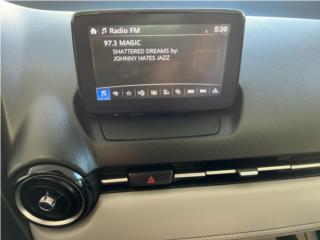 Radio FM 5:30
97.3 MAGIC
SHATTERED DREAMS by:
JOHNNY HATES JAZZ